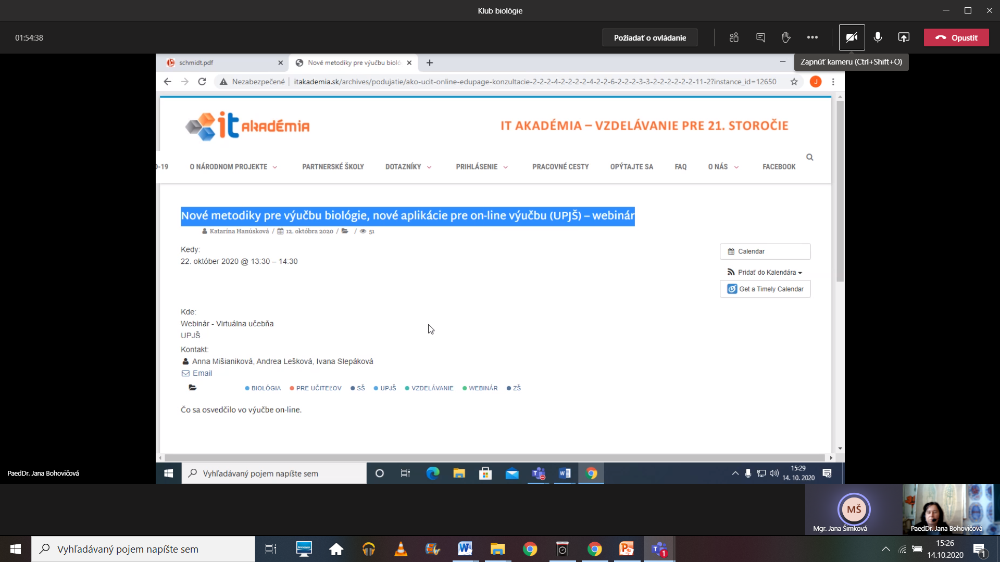 Klub biológie
01:54:38
Požiadať o ovládanie
Opustiť
Zapnúť kameru (Ctrl+Shift+O)
schmidt.pdf
Nové metodiky pre výučbu bioló
Nezabezpečené
itakademia.sk/archives/podujatie/ako-ucit-online-edupage-konzultacie-2-2-2-4-2-2-2-2-4-2-2-6-2-2-2-3-3-2-2-2-2-2-2-11-2?instance_id=12650
J
it akadémia
IT AKADÉMIA – VZDELÁVANIE PRE 21. STOROČIE
-19 O NÁRODNOM PROJEKTE PARTNERSKÉ ŠKOLY DOTAZNÍKY PRIHLÁSENIE PRACOVNÉ CESTY OPÝTAJTE SA FAQ O NÁS FACEBOOK
Nové metodiky pre výučbu biológie, nové aplikácie pre on-line výučbu (UPJŠ) – webinár
Katarína Hanúsková / 12. októbra 2020 / / 51
Kedy:
22. október 2020 @ 13:30 – 14:30
Calendar
Pridať do Kalendára
Get a Timely Calendar
Kde:
Webinár - Virtuálna učebňa
UPJŠ
Kontakt:
Anna Mišianiková, Andrea Lešková, Ivana Slepáková
Email
BIOLÓGIA PRE UČITEĽOV SŠ UPJŠ VZDELÁVANIE WEBINÁR ZŠ
Čo sa osvedčilo vo výučbe on-line.
PaedDr. Jana Bohovičová
Vyhľadávaný pojem napíšte sem
15:29
14. 10. 2020
MŠ
Mgr. Jana Šimková
PaedDr. Jana Bohovičová
Vyhľadávaný pojem napíšte sem
1
15:26
14.10.2020
1